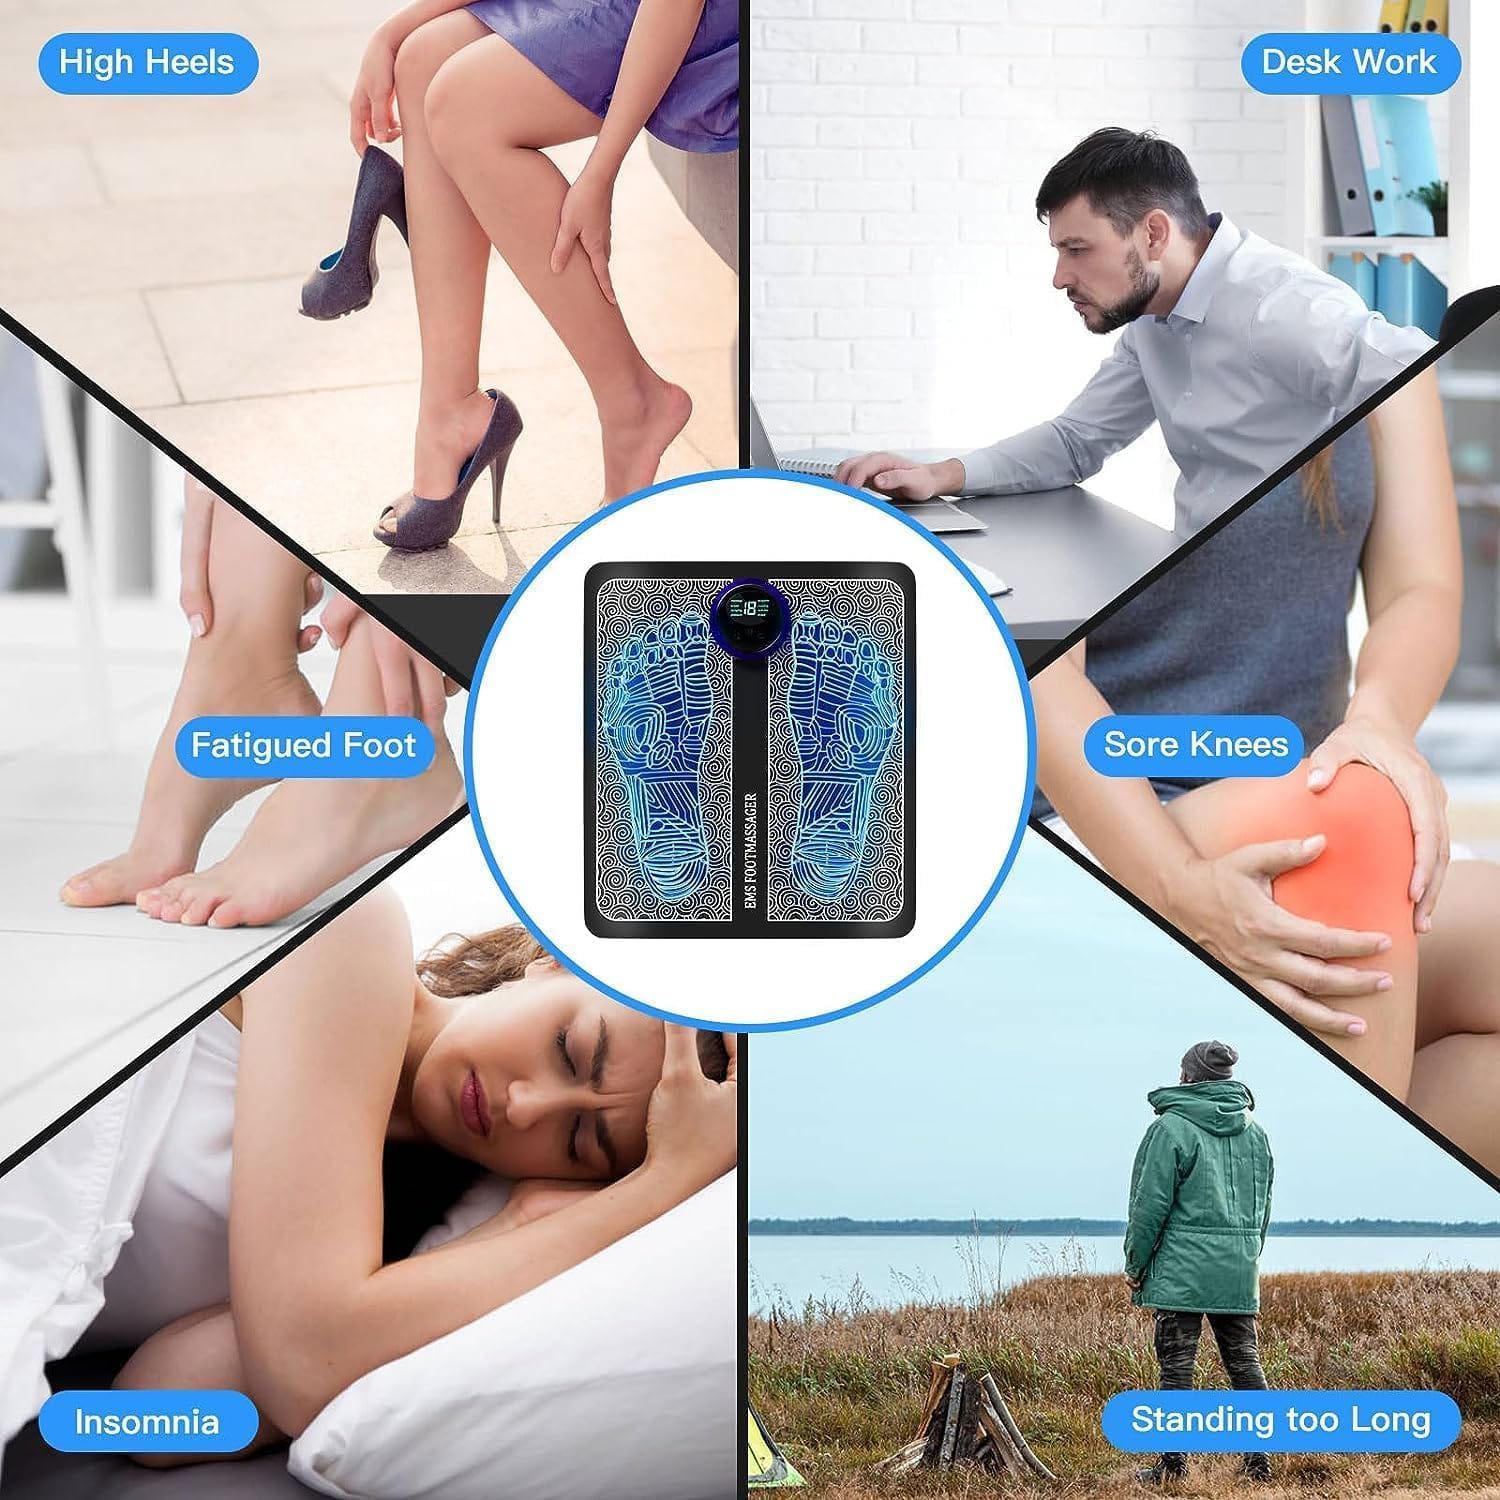 High Heels
Desk Work
18
Fatigued Foot
Sore Knees
EMS FOOTMASSAGER
Insomnia
Standing too Long